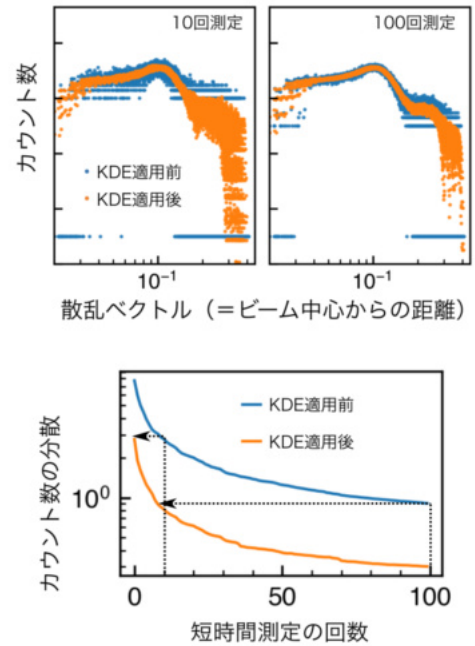 10回測定
100回測定
カウント数
KDE適用前
KDE適用後
10⁻¹
10⁻¹
散乱ベクトル（＝ビーム中心からの距離）
カウント数の分散
KDE適用前
KDE適用後
10⁰
0
50
100
短時間測定の回数